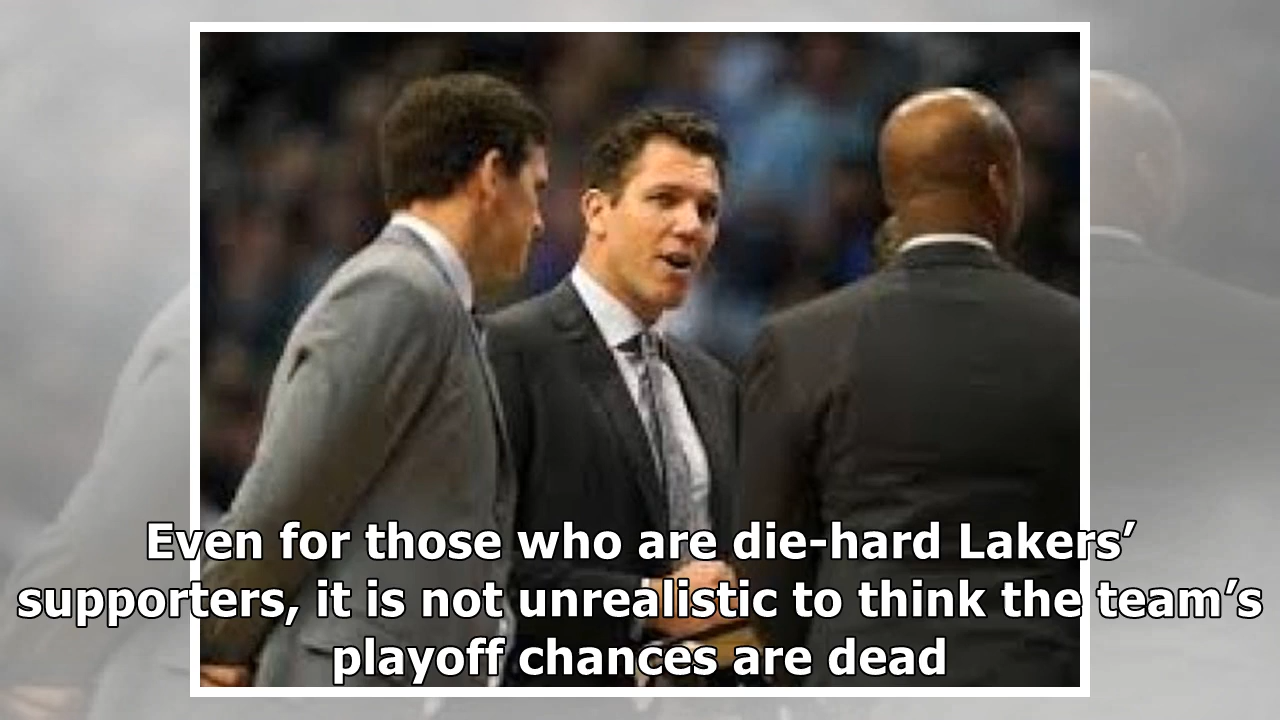 Even for those who are die-hard Lakers’
supporters, it is not unrealistic to think the team’s
playoff chances are dead